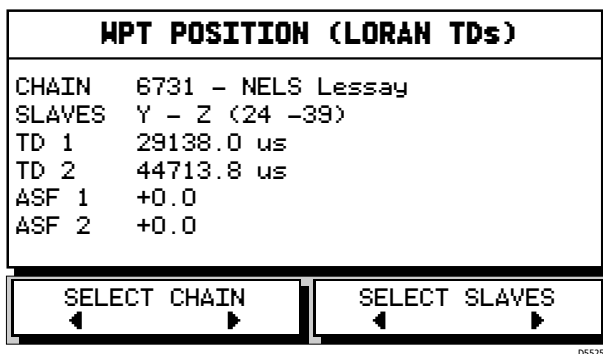 WPT POSITION (LORAN TDs)
CHAIN 6731 – NELS Lessay
SLAVES Y – Z (24 –39)
TD 1 29138.0 us
TD 2 44713.8 us
ASF 1 +0.0
ASF 2 +0.0
SELECT CHAIN
SELECT SLAVES
D5525